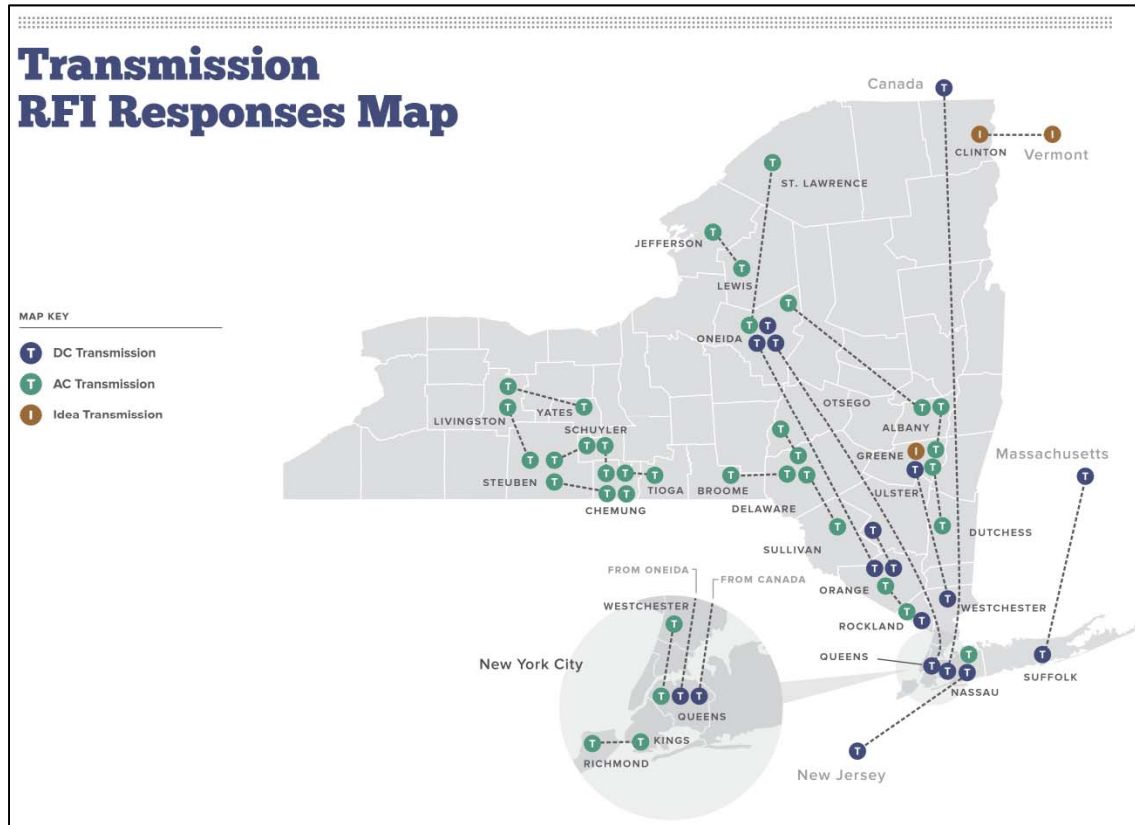 Transmission
RFI Responses Map
MAP KEY
T DC Transmission
T AC Transmission
I Idea Transmission
Canada
T
I I
CLINTON
Vermont
T
ST. LAWRENCE
T
JEFFERSON
T
LEWIS
T
T T
ONEIDA
T T
T
T T
YATES
LIVINGSTON
OTSEGO
T T
ALBANY
SCHUYLER
T
T T
T
T
T
GREENE
I
T
T
T
Massachusetts
T
STEUBEN
T
T T T
TIOGA
T T
CHEMUNG
T
BROOME
T T
DELAWARE
ULSTER
T
SULLIVAN
T
T
DUTCHESS
T T
ORANGE
T
T
WESTCHESTER
T
ROCKLAND
T
FROM ONEIDA
FROM CANADA
WESTCHESTER
T
New York City
T T T
QUEENS
T T
KINGS
RICHMOND
QUEENS
T T T
T
NASSAU
T
SUFFOLK
T
New Jersey